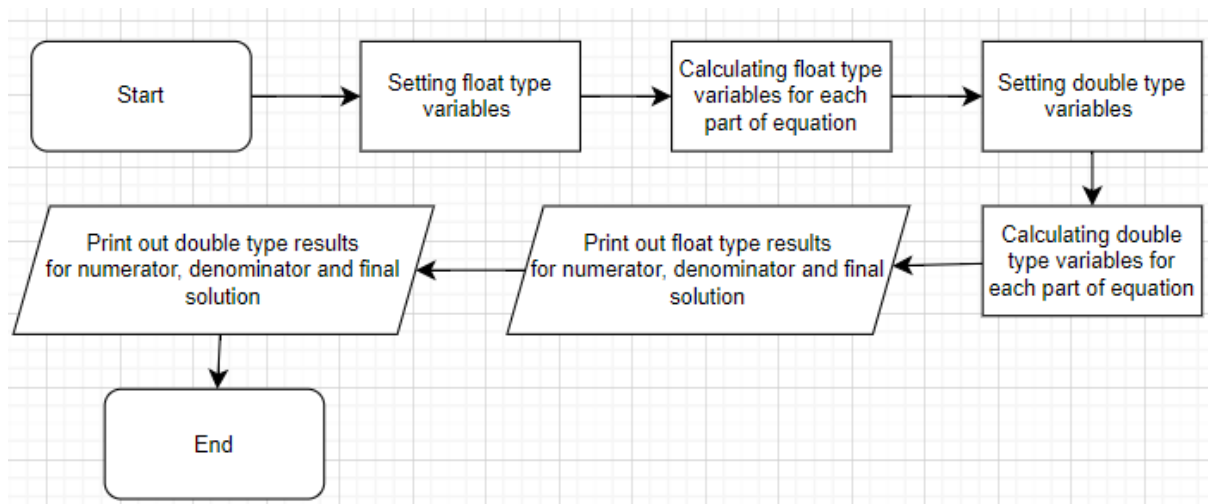 Start
Setting float type
variables
Calculating float type
variables for each
part of equation
Setting double type
variables
Calculating double
type variables for
each part of equation
Print out float type results
for numerator, denominator and final
solution
Print out double type results
for numerator, denominator and final
solution
End